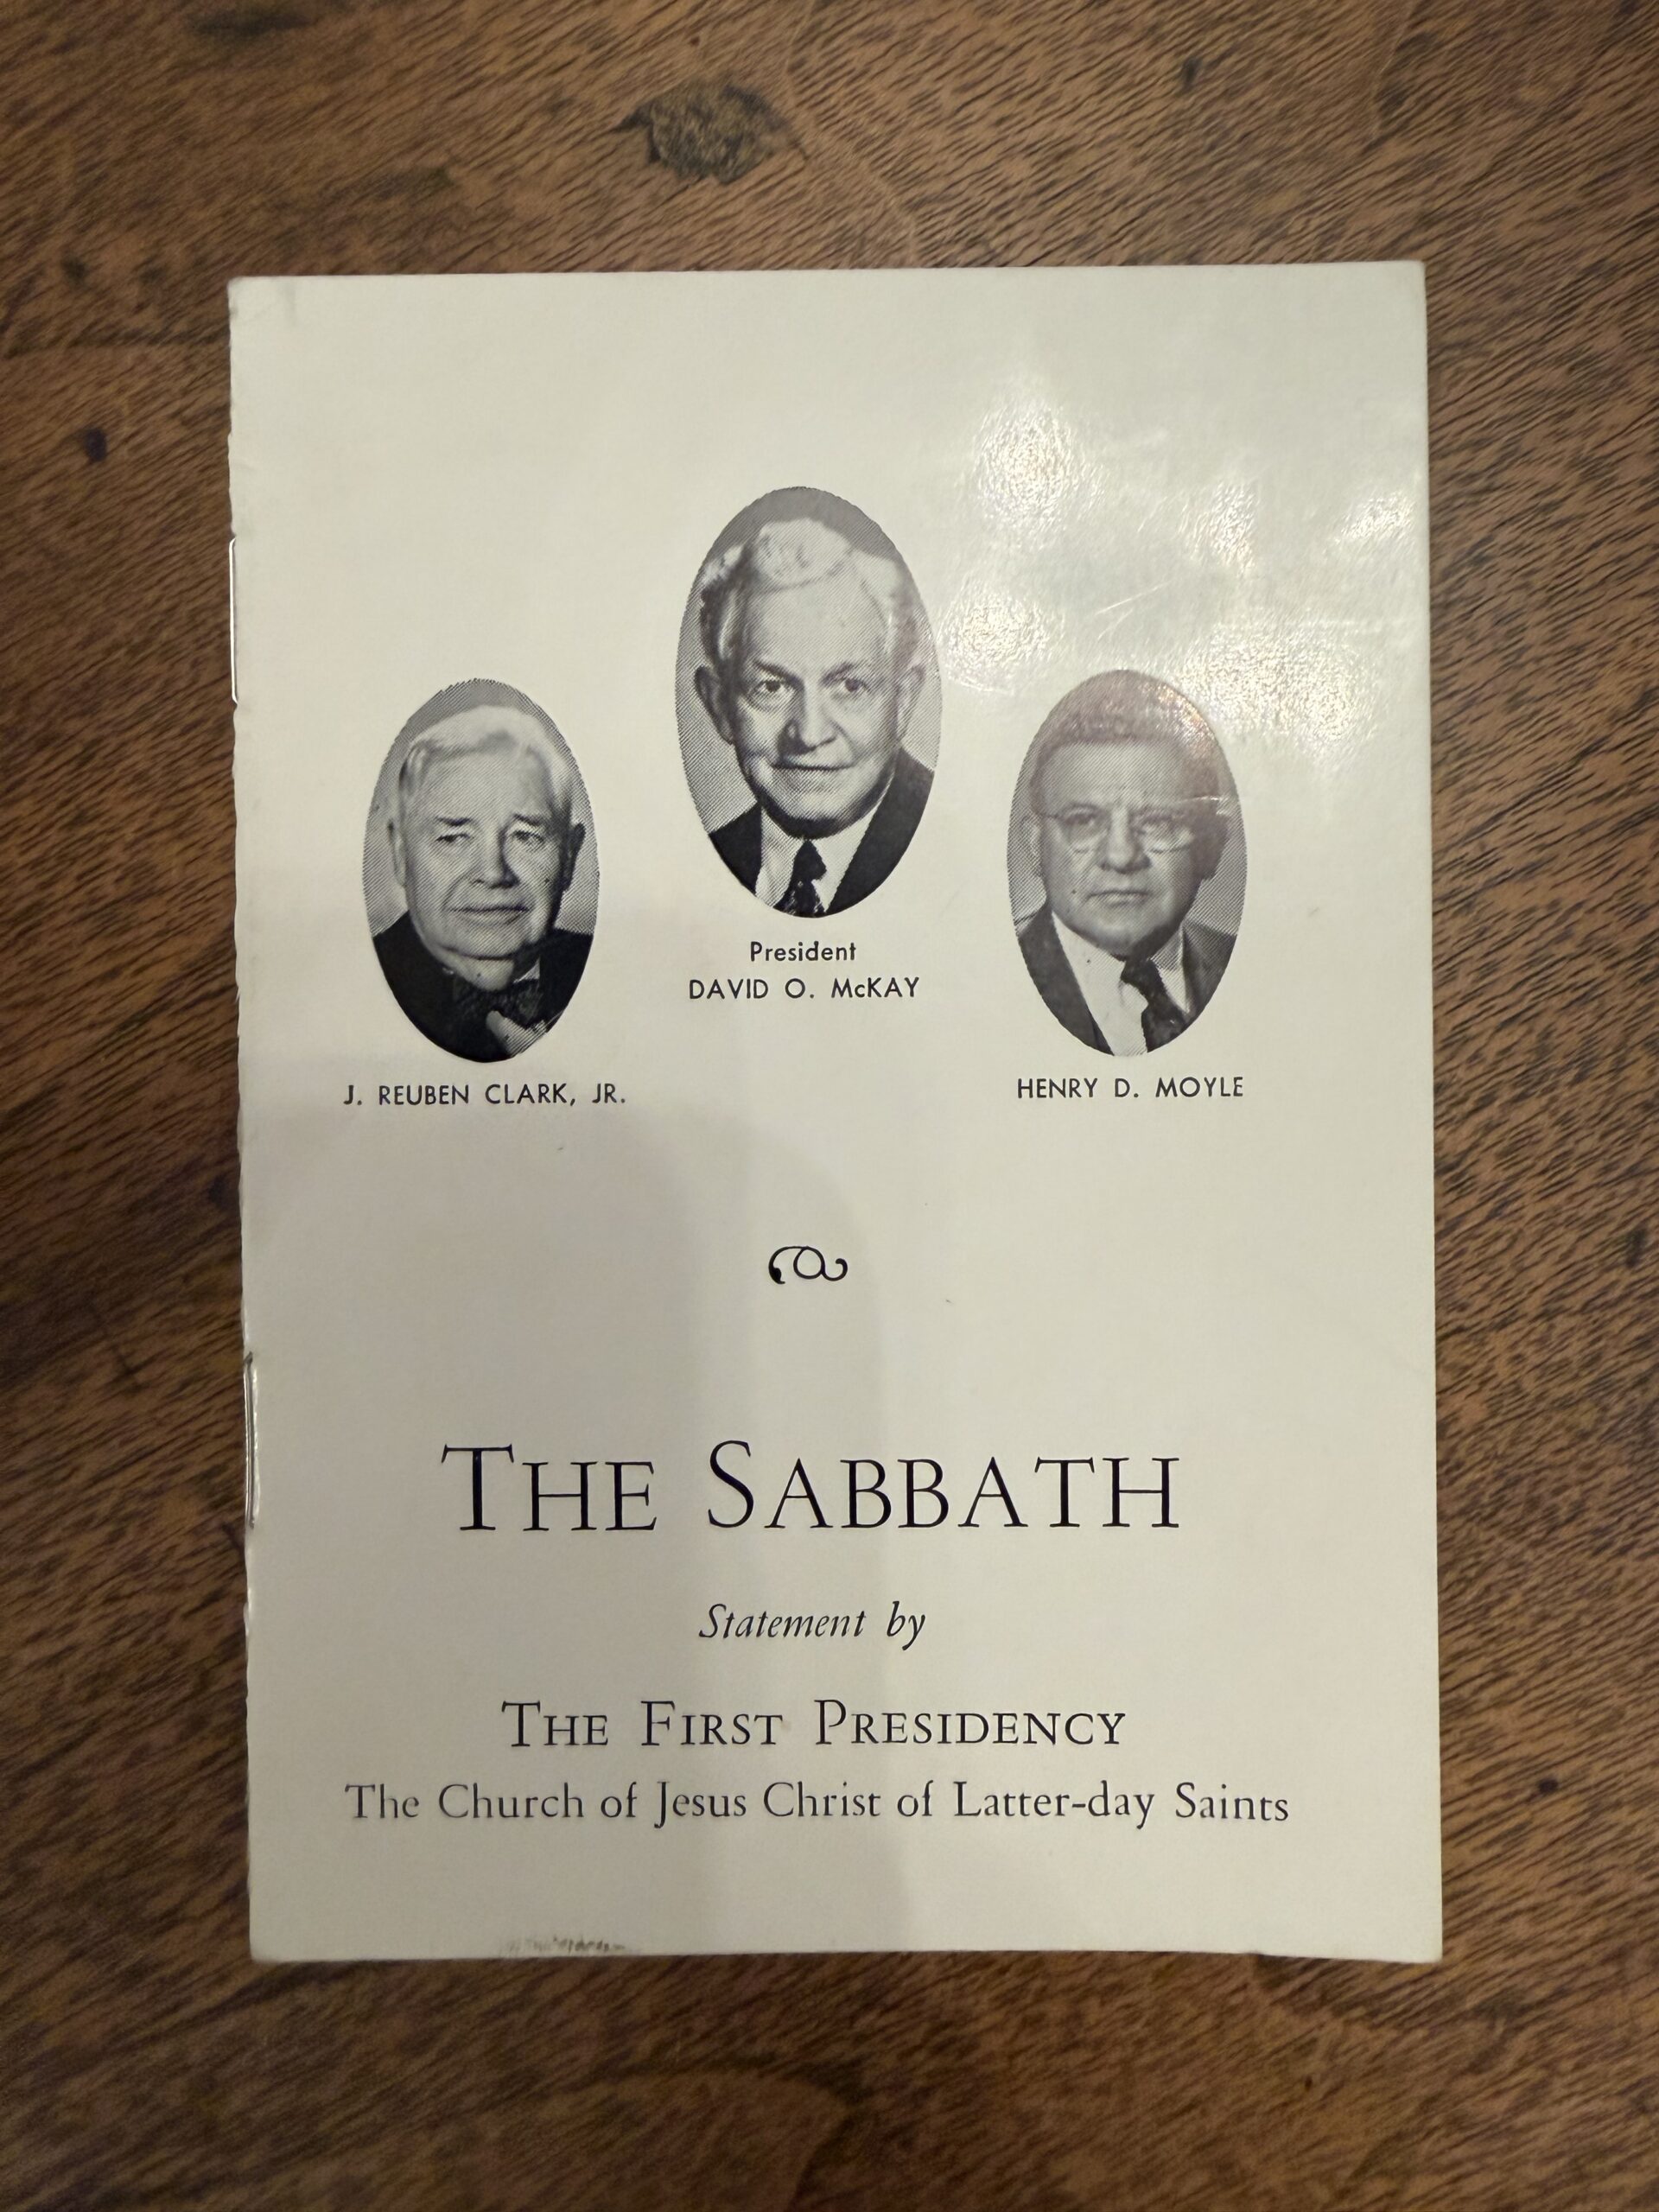 President
DAVID O. McKAY
J. REUBEN CLARK, JR.
HENRY D. MOYLE
THE SABBATH
Statement by
THE FIRST PRESIDENCY
The Church of Jesus Christ of Latter-day Saints